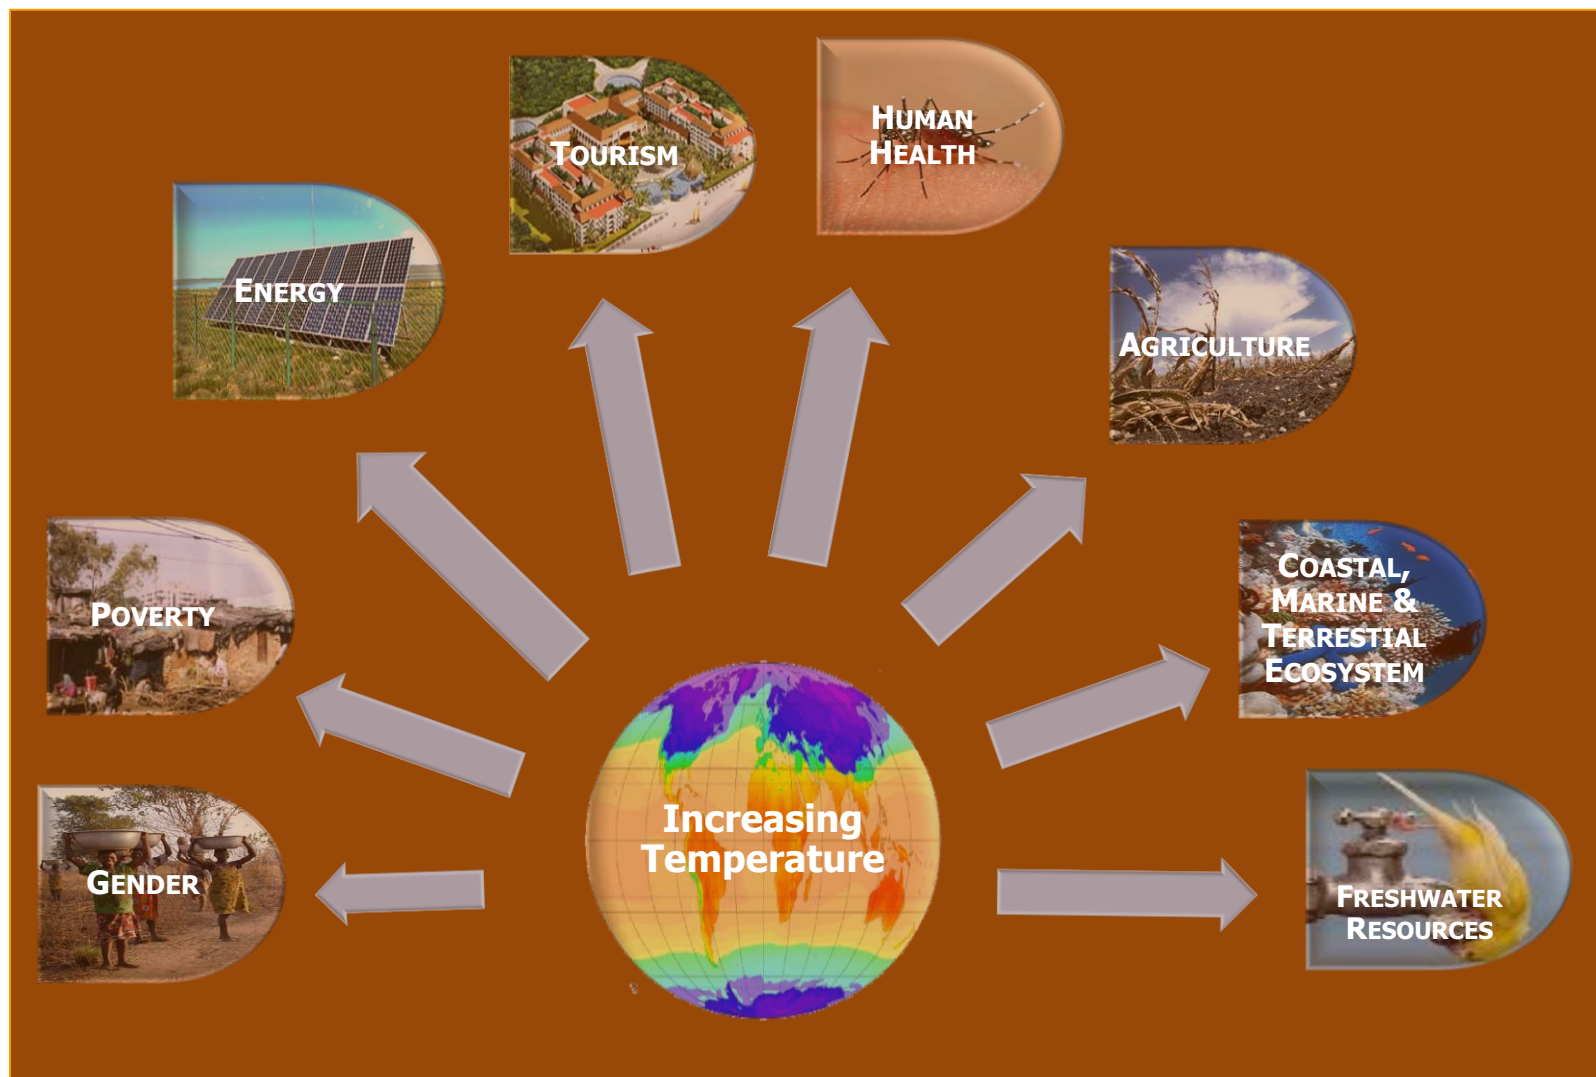 TOURISM
HUMAN
HEALTH
ENERGY
AGRICULTURE
POVERTY
COASTAL,
MARINE &
TERRESTIAL
ECOSYSTEM
GENDER
Increasing
Temperature
FRESHWATER
RESOURCES